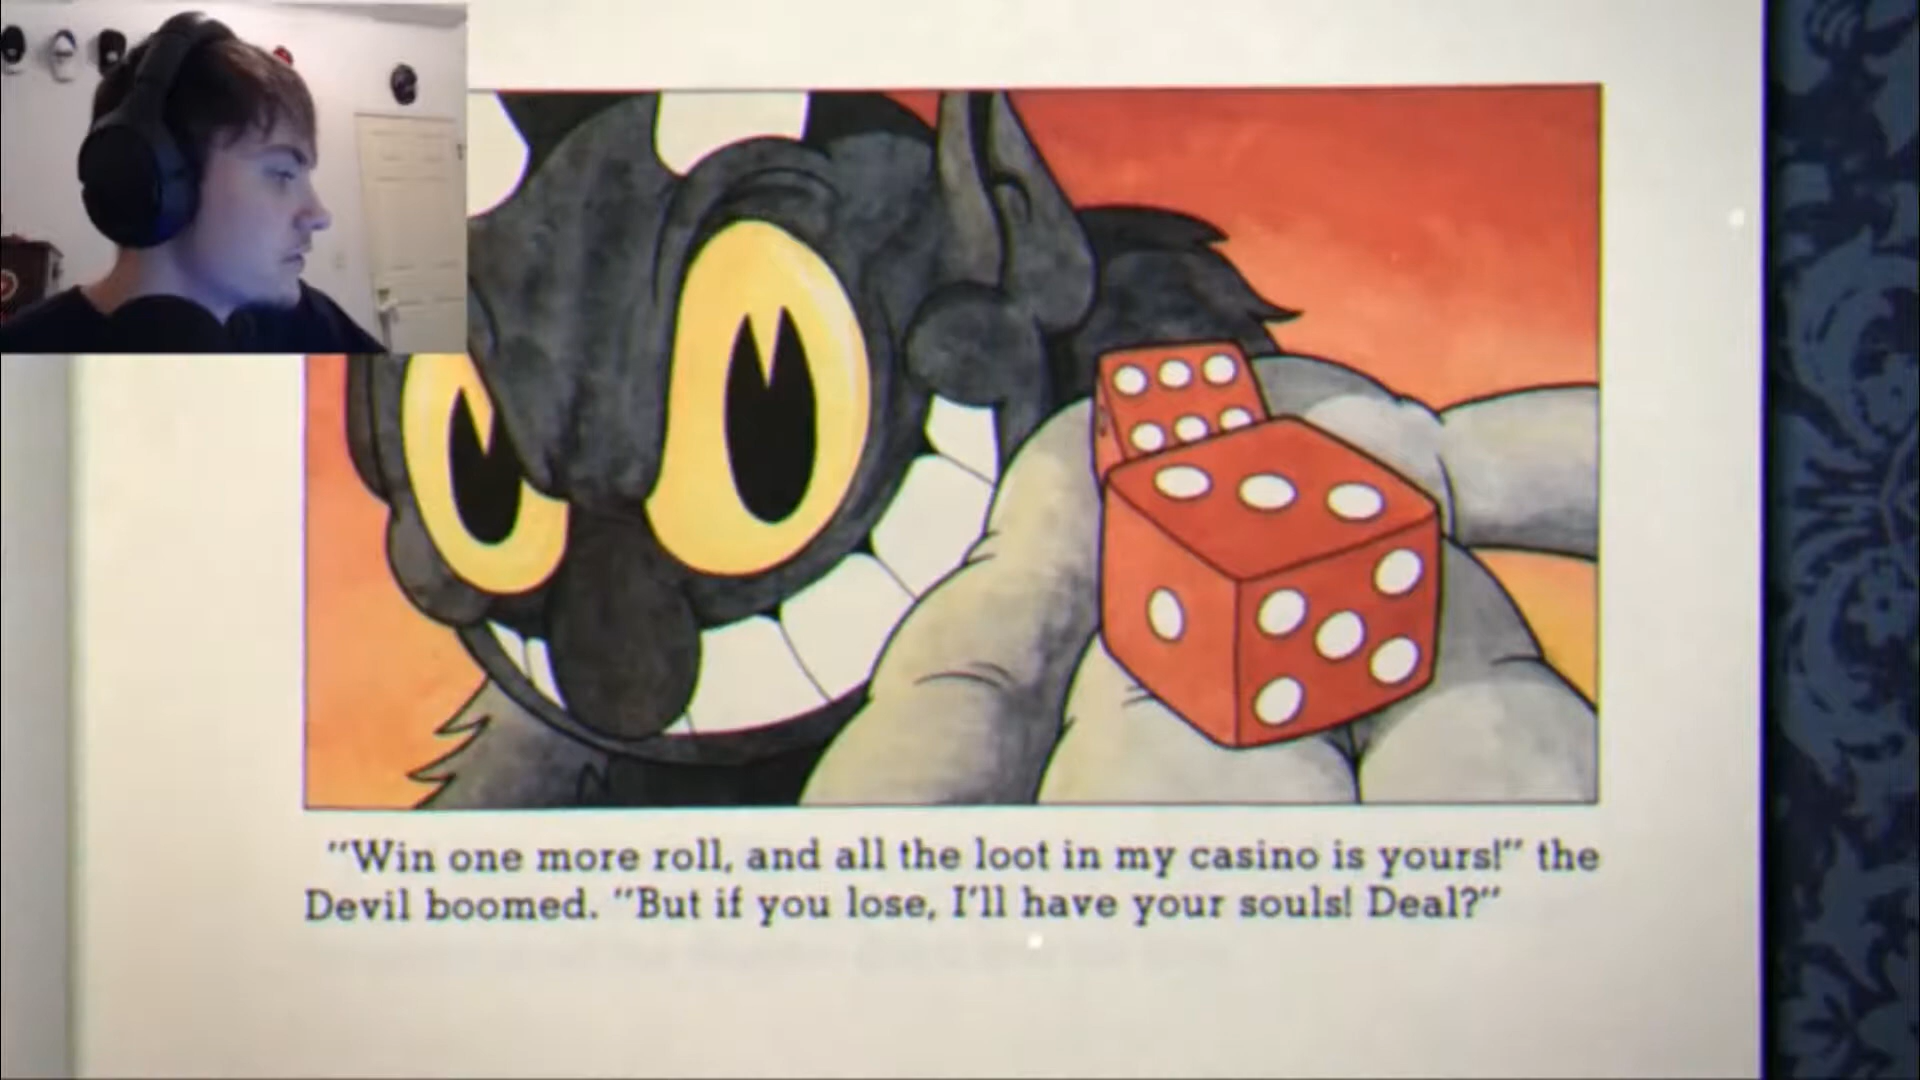 “Win one more roll, and all the loot in my casino is yours!” the
Devil boomed. “But if you lose, I’ll have your souls! Deal?”